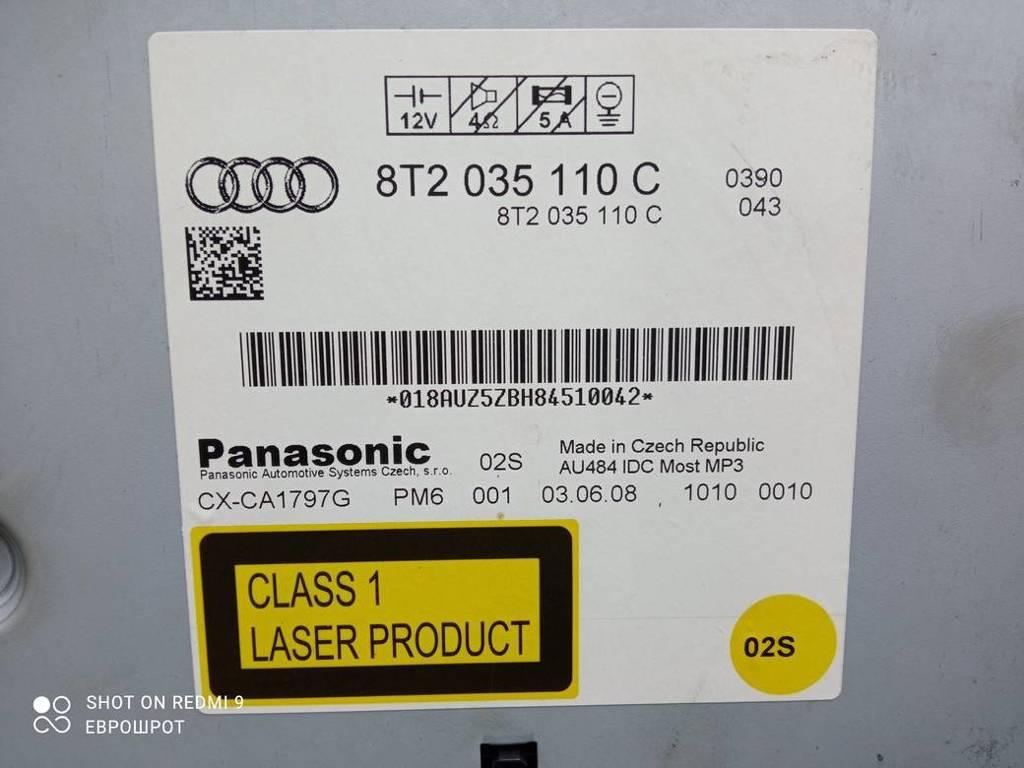 12V 4Ω 5A
8T2 035 110 C 0390
8T2 035 110 C 043
*018AUZ5ZBH84510042*
Panasonic
Panasonic Automotive Systems Czech, s.r.o.
02S
Made in Czech Republic
AU484 IDC Most MP3
CX-CA1797G PM6 001 03.06.08 1010 0010
CLASS 1
LASER PRODUCT
02S
SHOT ON REDMI 9
ЕВРОШРОТ